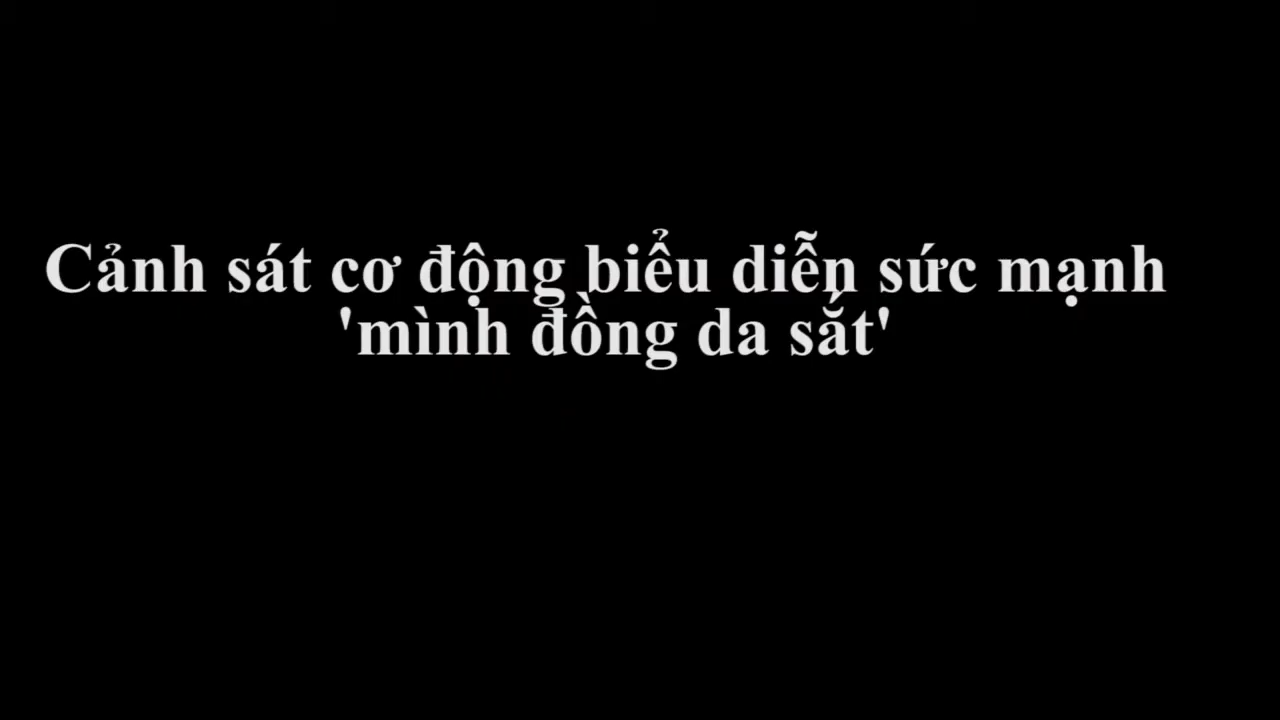 Cảnh sát cơ động biểu diễn sức mạnh
'mình đồng da sắt'